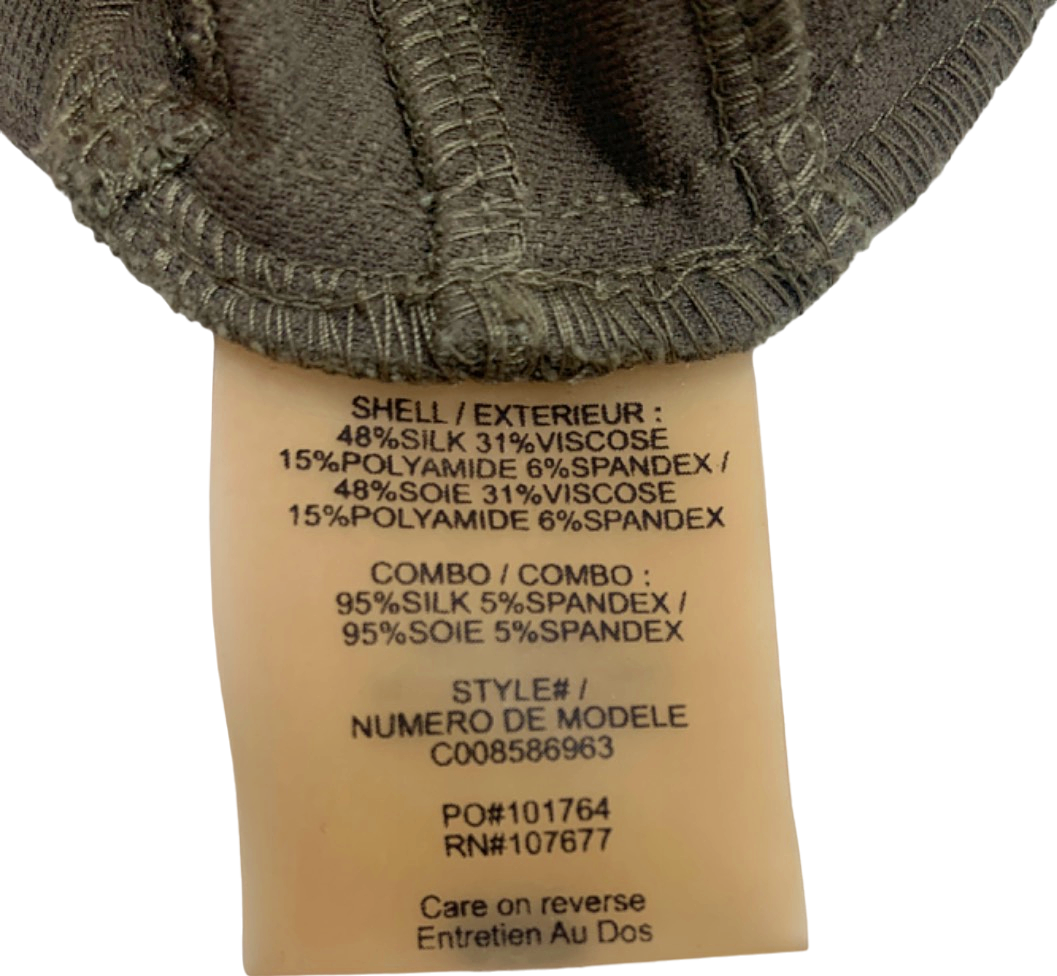 SHELL / EXTERIEUR :
48%SILK 31%VISCOSE
15%POLYAMIDE 6%SPANDEX /
48%SOIE 31%VISCOSE
15%POLYAMIDE 6%SPANDEX
COMBO / COMBO :
95%SILK 5%SPANDEX /
95%SOIE 5%SPANDEX
STYLE# /
NUMERO DE MODELE
C008586963
PO#101764
RN#107677
Care on reverse
Entretien Au Dos